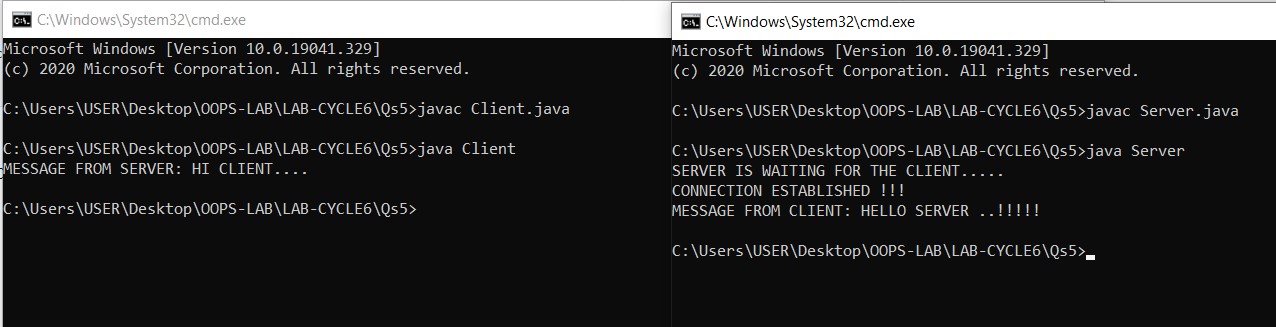 C:\Windows\System32\cmd.exe
Microsoft Windows [Version 10.0.19041.329]
(c) 2020 Microsoft Corporation. All rights reserved.
C:\Users\USER\Desktop\OOPS-LAB\LAB-CYCLE6\Qs5>javac Client.java
C:\Users\USER\Desktop\OOPS-LAB\LAB-CYCLE6\Qs5>java Client
MESSAGE FROM SERVER: HI CLIENT....
C:\Users\USER\Desktop\OOPS-LAB\LAB-CYCLE6\Qs5>
C:\Windows\System32\cmd.exe
Microsoft Windows [Version 10.0.19041.329]
(c) 2020 Microsoft Corporation. All rights reserved.
C:\Users\USER\Desktop\OOPS-LAB\LAB-CYCLE6\Qs5>javac Server.java
C:\Users\USER\Desktop\OOPS-LAB\LAB-CYCLE6\Qs5>java Server
SERVER IS WAITING FOR THE CLIENT.....
CONNECTION ESTABLISHED !!!
MESSAGE FROM CLIENT: HELLO SERVER ..!!!!!
C:\Users\USER\Desktop\OOPS-LAB\LAB-CYCLE6\Qs5>